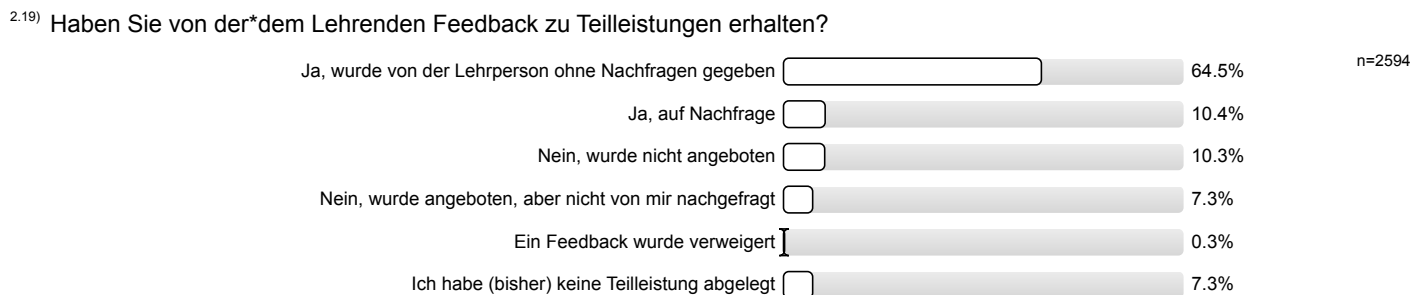 2.19) Haben Sie von der*dem Lehrenden Feedback zu Teilleistungen erhalten?
Ja, wurde von der Lehrperson ohne Nachfragen gegeben 64.5% n=2594
Ja, auf Nachfrage 10.4%
Nein, wurde nicht angeboten 10.3%
Nein, wurde angeboten, aber nicht von mir nachgefragt 7.3%
Ein Feedback wurde verweigert 0.3%
Ich habe (bisher) keine Teilleistung abgelegt 7.3%